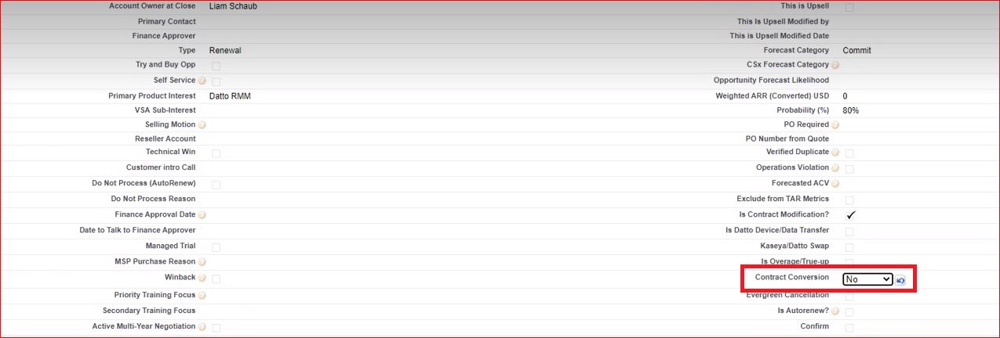 Account Owner at Close Liam Schaub This is Upsell
Primary Contact This Is Upsell Modified by
Finance Approver This is Upsell Modified Date
Type Renewal Forecast Category Commit
Try and Buy Opp CSx Forecast Category ?
Self Service ? Opportunity Forecast Likelihood
Primary Product Interest Datto RMM Weighted ARR (Converted) USD 0
VSA Sub-Interest Probability (%) 80%
Selling Motion ? PO Required ?
Reseller Account PO Number from Quote
Technical Win Verified Duplicate ?
Customer intro Call Operations Violation ?
Do Not Process (AutoRenew) Forecasted ACV ?
Do Not Process Reason Exclude from TAR Metrics
Finance Approval Date ? Is Contract Modification? ✓
Date to Talk to Finance Approver Is Datto Device/Data Transfer
Managed Trial Kaseya/Datto Swap
MSP Purchase Reason ? Is Overage/True-up
Winback ? Contract Conversion No
Priority Training Focus ? Evergreen Cancellation
Secondary Training Focus Is Autorenew? ?
Active Multi-Year Negotiation ? Confirm